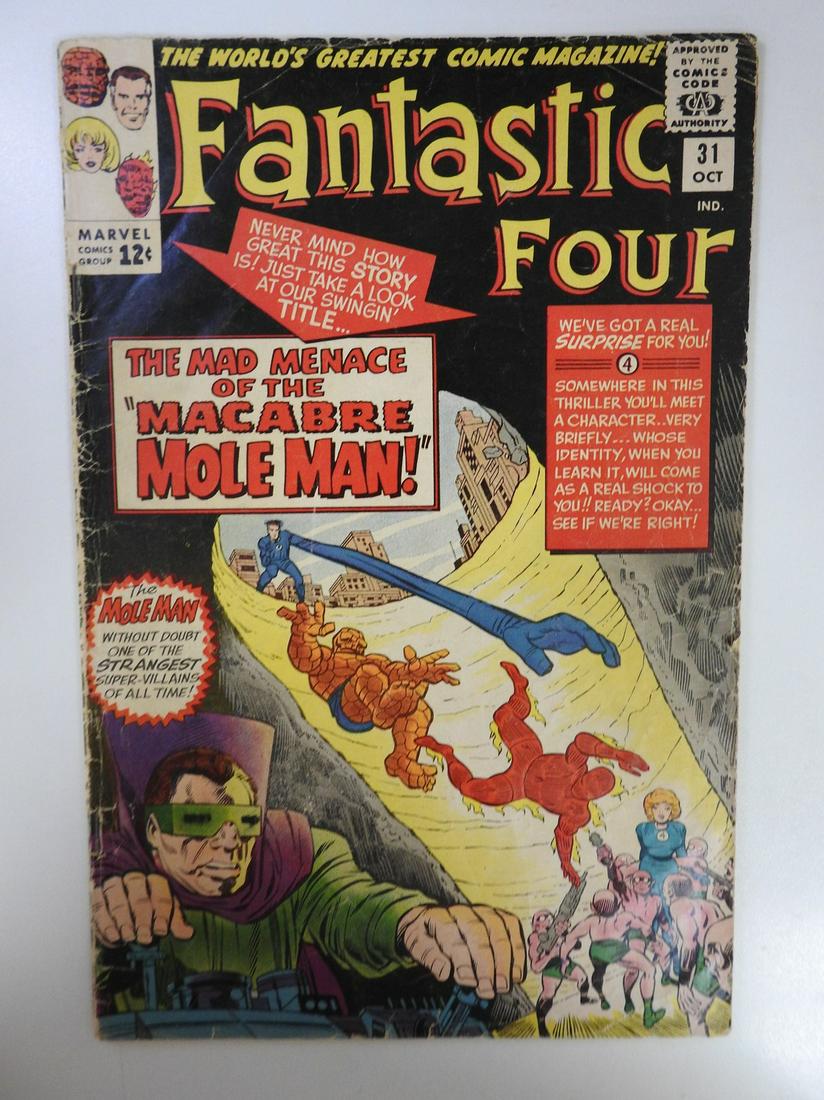 THE WORLD'S GREATEST COMIC MAGAZINE!
APPROVED
BY THE
COMICS
CODE
CA
AUTHORITY
Fantastic
Four
31
OCT
IND.
MARVEL
COMICS
GROUP 12¢
NEVER MIND HOW
GREAT THIS STORY
IS! JUST TAKE A LOOK
AT OUR SWINGIN'
TITLE...
THE MAD MENACE
OF THE
"MACABRE
MOLE MAN!"
WE'VE GOT A REAL
SURPRISE FOR YOU!
4
SOMEWHERE IN THIS
THRILLER YOU'LL MEET
A CHARACTER..VERY
BRIEFLY...WHOSE
IDENTITY, WHEN YOU
LEARN IT, WILL COME
AS A REAL SHOCK TO
YOU!! READY? OKAY...
SEE IF WE'RE RIGHT!
The
MOLE MAN
WITHOUT DOUBT
ONE OF THE
STRANGEST
SUPER-VILLAINS
OF ALL TIME!
4